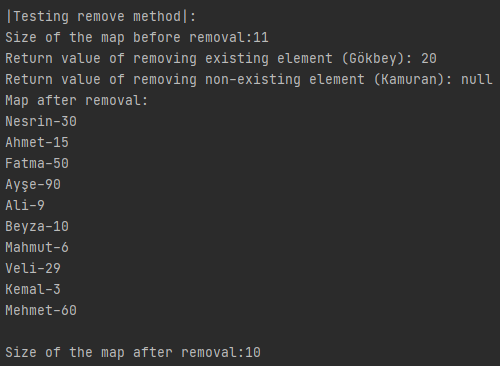 |Testing remove method|:
Size of the map before removal:11
Return value of removing existing element (Gökbey): 20
Return value of removing non-existing element (Kamuran): null
Map after removal:
Nesrin-30
Ahmet-15
Fatma-50
Ayşe-90
Ali-9
Beyza-10
Mahmut-6
Veli-29
Kemal-3
Mehmet-60
Size of the map after removal:10